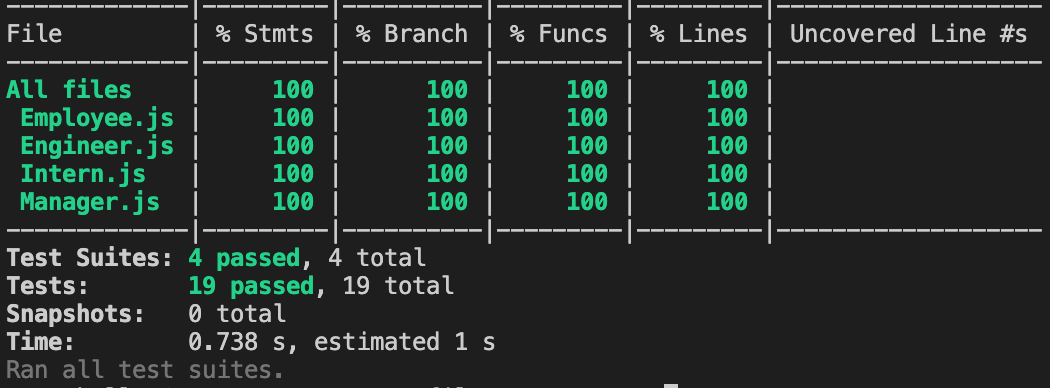 -------------|---------|----------|---------|---------|-------------------
File         | % Stmts | % Branch | % Funcs | % Lines | Uncovered Line #s
-------------|---------|----------|---------|---------|-------------------
All files    |     100 |      100 |     100 |     100 |
 Employee.js |     100 |      100 |     100 |     100 |
 Engineer.js |     100 |      100 |     100 |     100 |
 Intern.js   |     100 |      100 |     100 |     100 |
 Manager.js  |     100 |      100 |     100 |     100 |
-------------|---------|----------|---------|---------|-------------------
Test Suites: 4 passed, 4 total
Tests:       19 passed, 19 total
Snapshots:   0 total
Time:        0.738 s, estimated 1 s
Ran all test suites.